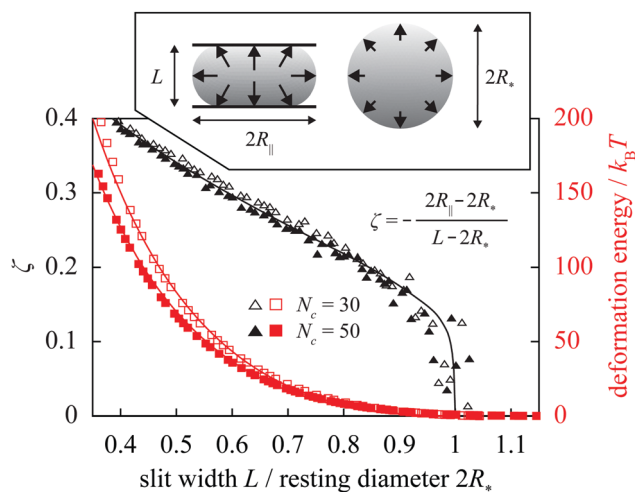 L
2R∥
2R*
ζ = − (2R∥ − 2R*) / (L − 2R*)
ζ
0.4
0.3
0.2
0.1
0
200
150
100
50
0
deformation energy / kBT
△ □ Nc = 30
▲ ■ Nc = 50
0.4 0.5 0.6 0.7 0.8 0.9 1 1.1
slit width L / resting diameter 2R*